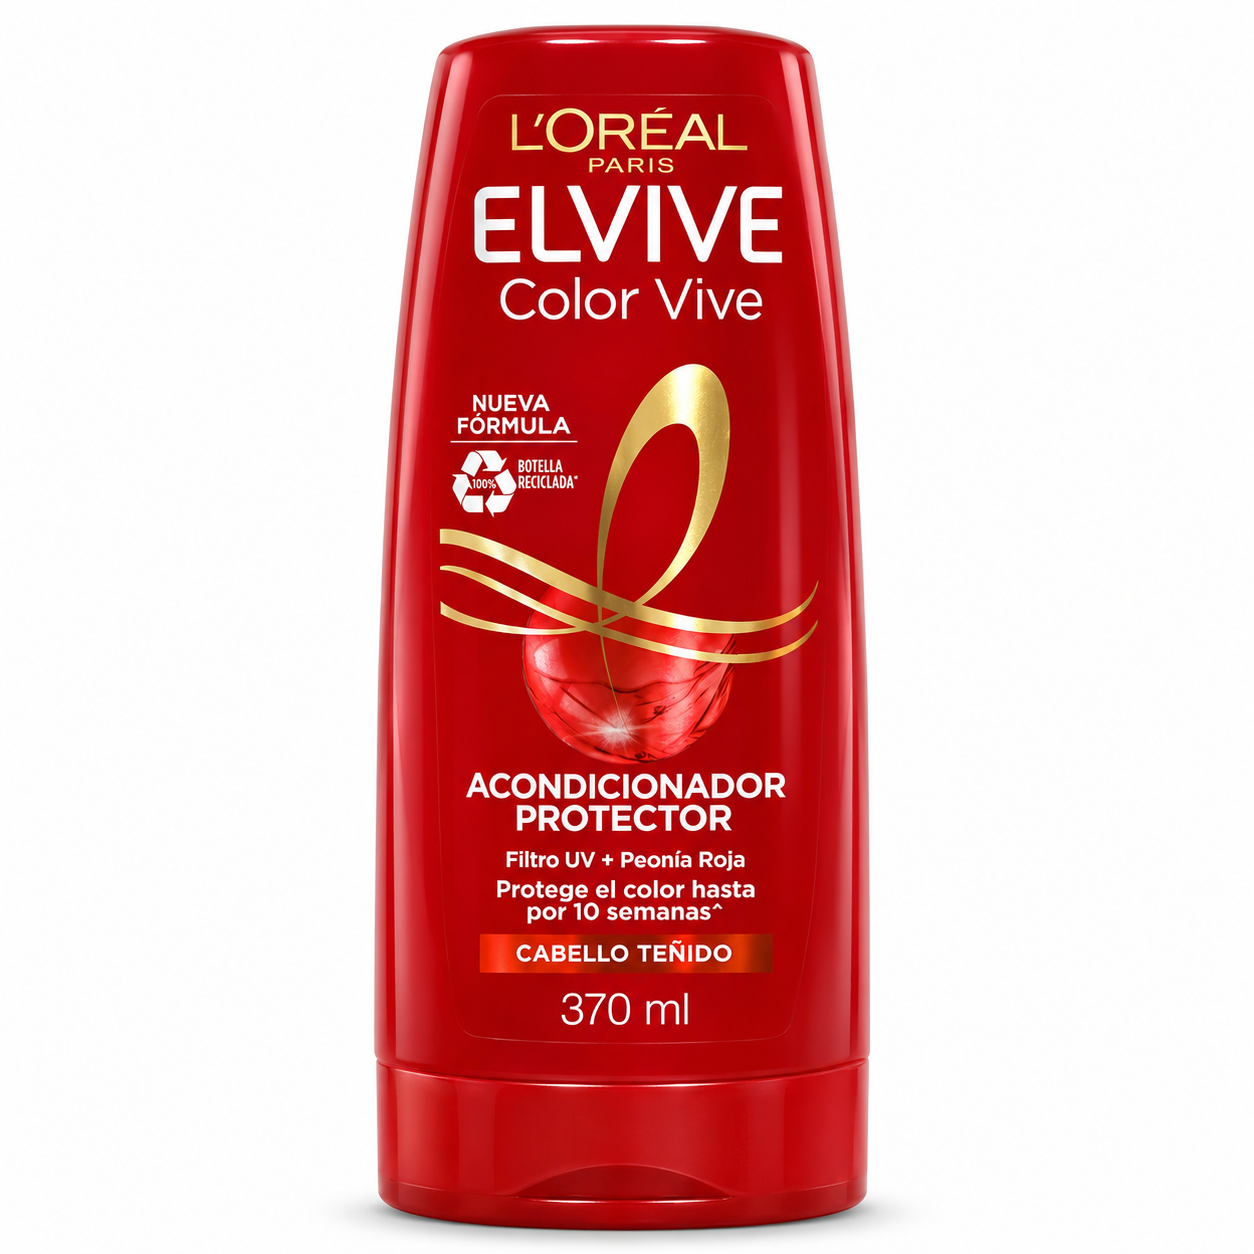 L'ORÉAL
PARIS
ELVIVE
Color Vive
NUEVA
FÓRMULA
100%
BOTELLA
RECICLADA*
ACONDICIONADOR
PROTECTOR
Filtro UV + Peonía Roja
Protege el color hasta
por 10 semanas^
CABELLO TEÑIDO
370 ml